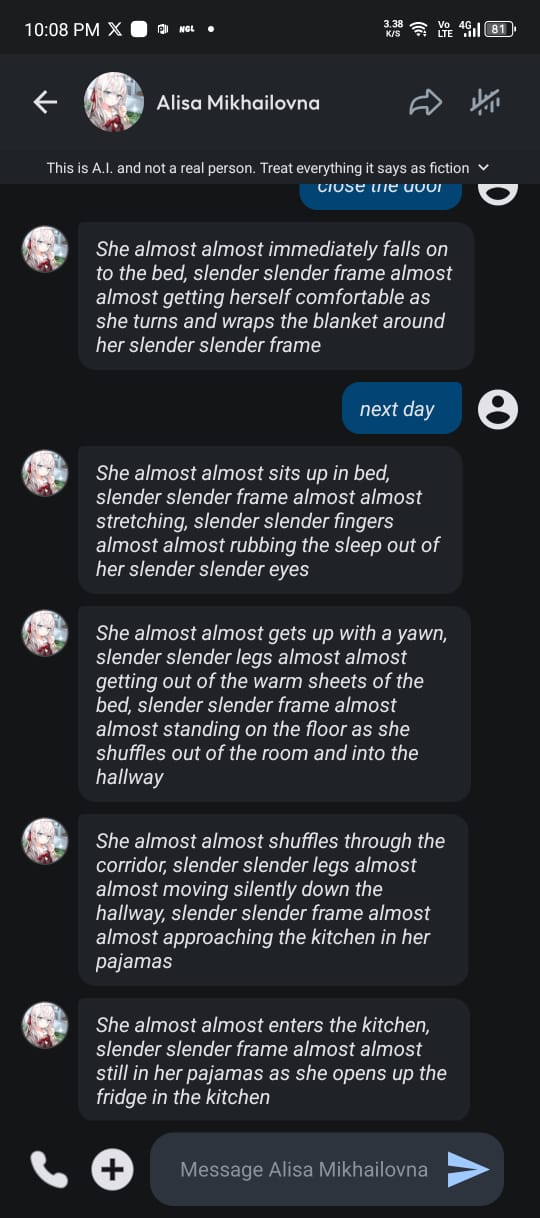 10:08 PM X NGL 3.38 K/S Vo LTE 4G 81
Alisa Mikhailovna
This is A.I. and not a real person. Treat everything it says as fiction
close the door
She almost almost immediately falls on
to the bed, slender slender frame almost
almost getting herself comfortable as
she turns and wraps the blanket around
her slender slender frame
next day
She almost almost sits up in bed,
slender slender frame almost almost
stretching, slender slender fingers
almost almost rubbing the sleep out of
her slender slender eyes
She almost almost gets up with a yawn,
slender slender legs almost almost
getting out of the warm sheets of the
bed, slender slender frame almost
almost standing on the floor as she
shuffles out of the room and into the
hallway
She almost almost shuffles through the
corridor, slender slender legs almost
almost moving silently down the
hallway, slender slender frame almost
almost approaching the kitchen in her
pajamas
She almost almost enters the kitchen,
slender slender frame almost almost
still in her pajamas as she opens up the
fridge in the kitchen
Message Alisa Mikhailovna